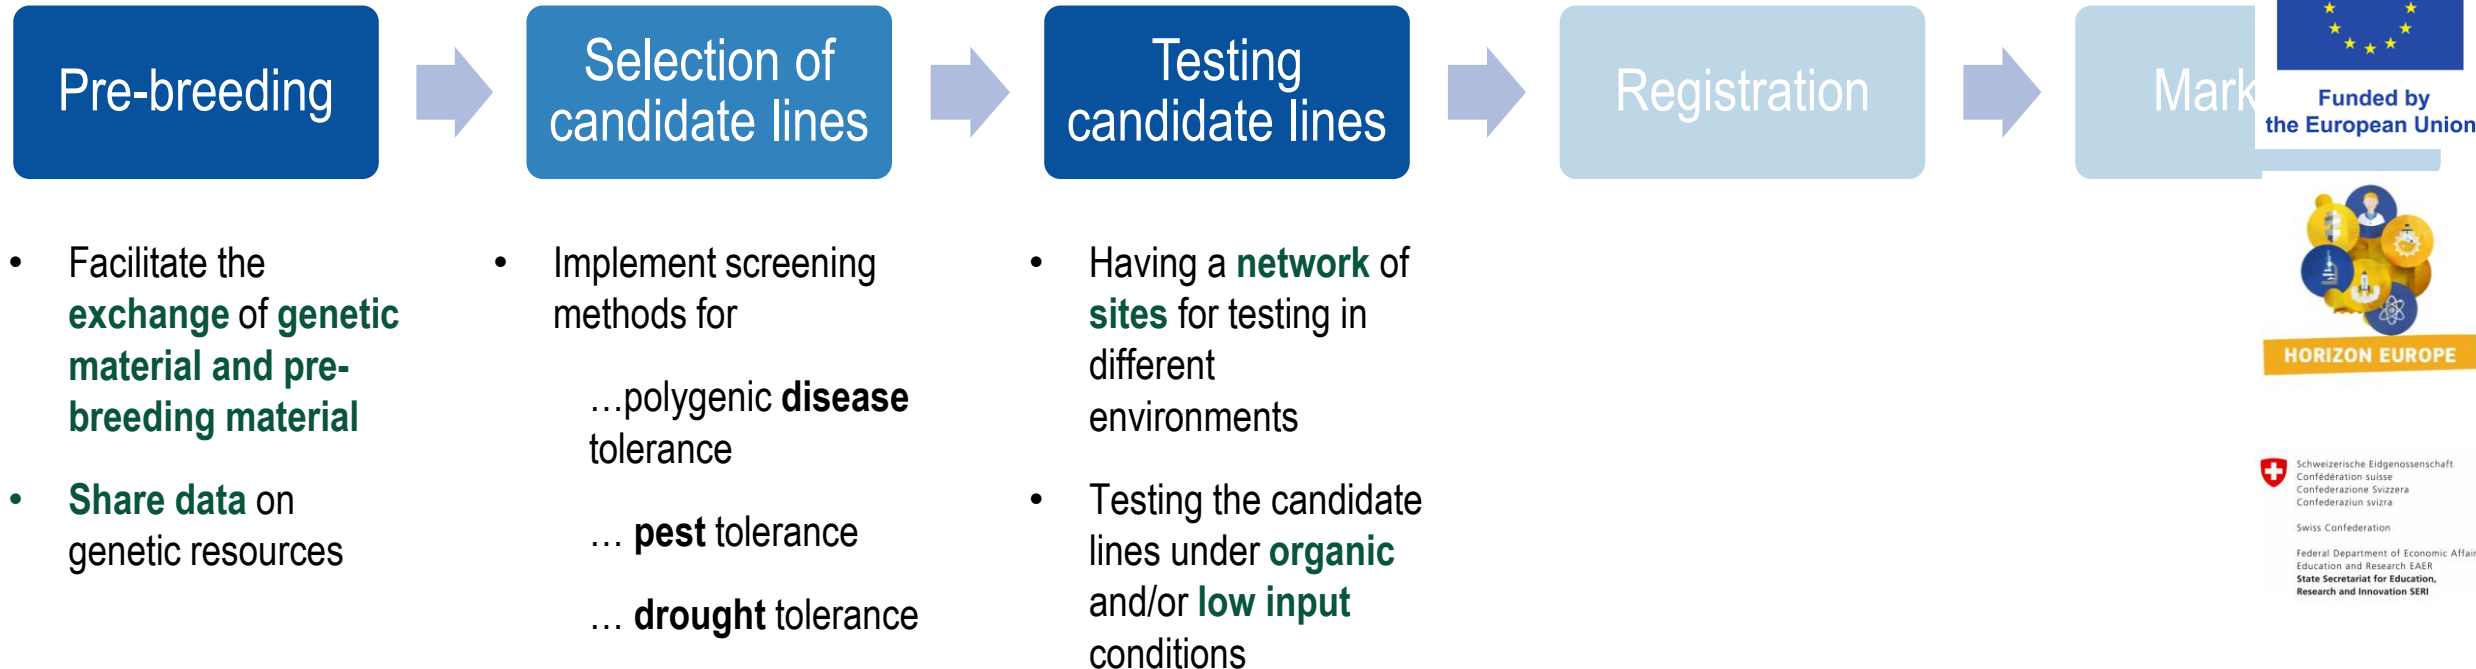 Pre-breeding
Selection of
candidate lines
Testing
candidate lines
Registration
Mark
Funded by
the European Union
• Facilitate the
exchange of genetic
material and pre-
breeding material
• Share data on
genetic resources
• Implement screening
methods for
…polygenic disease
tolerance
… pest tolerance
… drought tolerance
• Having a network of
sites for testing in
different
environments
• Testing the candidate
lines under organic
and/or low input
conditions
HORIZON EUROPE
Schweizerische Eidgenossenschaft
Confédération suisse
Confederazione Svizzera
Confederaziun svizra
Swiss Confederation
Federal Department of Economic Affair
Education and Research EAER
State Secretariat for Education,
Research and Innovation SERI